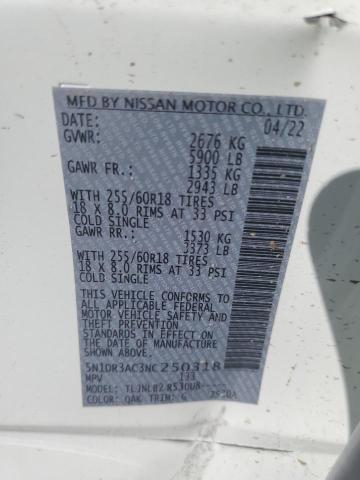 MFD BY NISSAN MOTOR CO., LTD.
DATE: 04/22
GVWR: 2676 KG
5900 LB
GAWR FR.: 1335 KG
2943 LB
WITH 255/60R18 TIRES
18 X 8.0 RIMS AT 33 PSI
COLD SINGLE
GAWR RR.: 1530 KG
3373 LB
WITH 255/60R18 TIRES
18 X 8.0 RIMS AT 33 PSI
COLD SINGLE
THIS VEHICLE CONFORMS TO
ALL APPLICABLE FEDERAL
SAFETY, BUMPER, AND
THEFT PREVENTION
STANDARDS IN EFFECT ON
THE DATE OF MANUFACTURE
SHOWN ABOVE.
5N1DR3AC3NC250318
MPV 133
COLOR: QAK TRIM: G